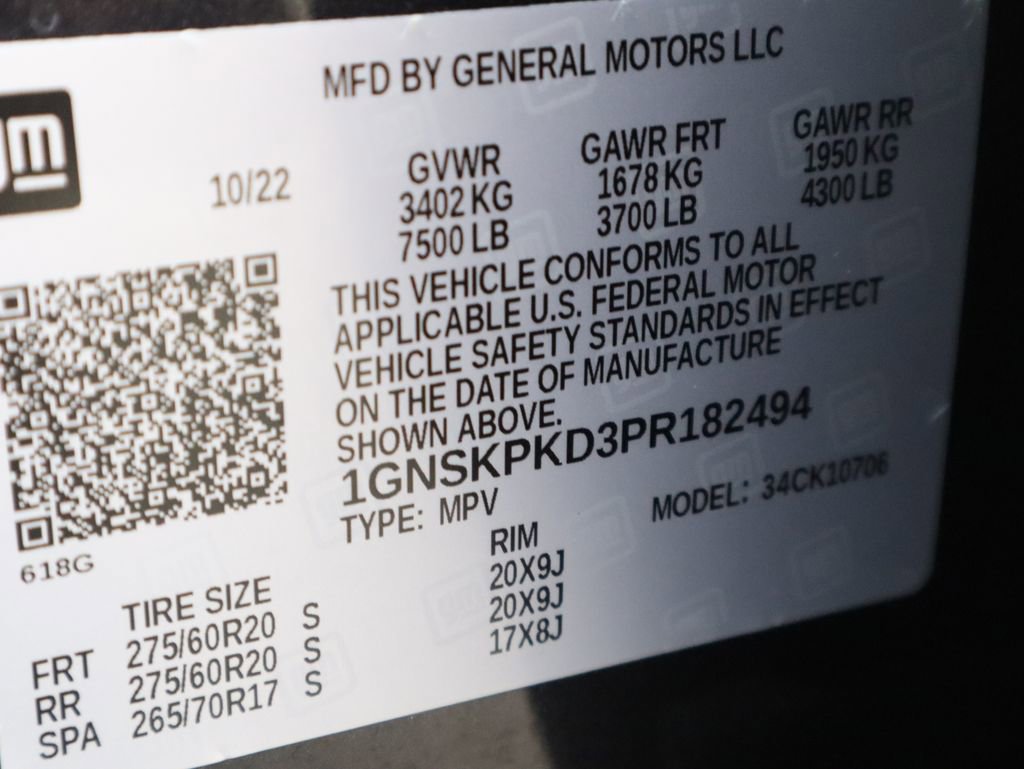 gm
MFD BY GENERAL MOTORS LLC
10/22
GVWR GAWR FRT GAWR RR
3402 KG 1678 KG 1950 KG
7500 LB 3700 LB 4300 LB
THIS VEHICLE CONFORMS TO ALL
APPLICABLE U.S. FEDERAL MOTOR
VEHICLE SAFETY STANDARDS IN EFFECT
ON THE DATE OF MANUFACTURE
SHOWN ABOVE.
1GNSKPKD3PR182494
TYPE: MPV MODEL: 34CK10706
618G
TIRE SIZE RIM
FRT 275/60R20 S 20X9J
RR 275/60R20 S 20X9J
SPA 265/70R17 S 17X8J